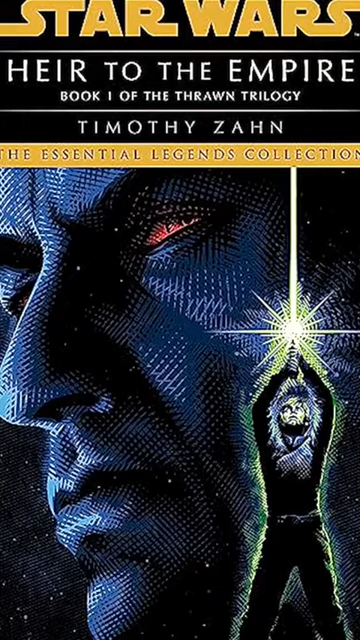 STAR WARS
HEIR TO THE EMPIRE
BOOK 1 OF THE THRAWN TRILOGY
TIMOTHY ZAHN
THE ESSENTIAL LEGENDS COLLECTION